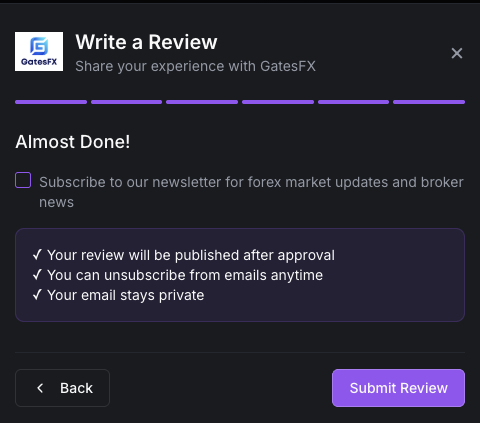 GatesFX
Write a Review
Share your experience with GatesFX
Almost Done!
Subscribe to our newsletter for forex market updates and broker
news
✓ Your review will be published after approval
✓ You can unsubscribe from emails anytime
✓ Your email stays private
Back
Submit Review